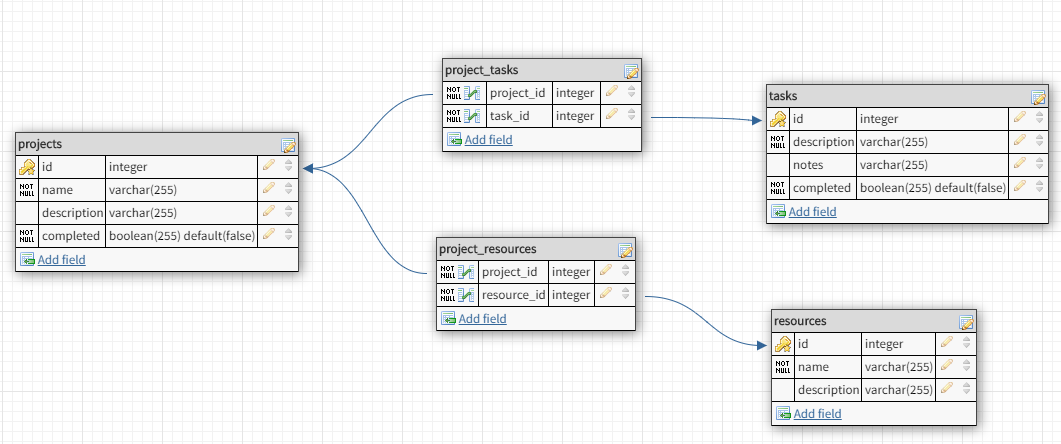 projects
id integer
NOT NULL name varchar(255)
description varchar(255)
NOT NULL completed boolean(255) default(false)
Add field
project_tasks
NOT NULL project_id integer
NOT NULL task_id integer
Add field
project_resources
NOT NULL project_id integer
NOT NULL resource_id integer
Add field
tasks
id integer
NOT NULL description varchar(255)
notes varchar(255)
NOT NULL completed boolean(255) default(false)
Add field
resources
id integer
NOT NULL name varchar(255)
description varchar(255)
Add field